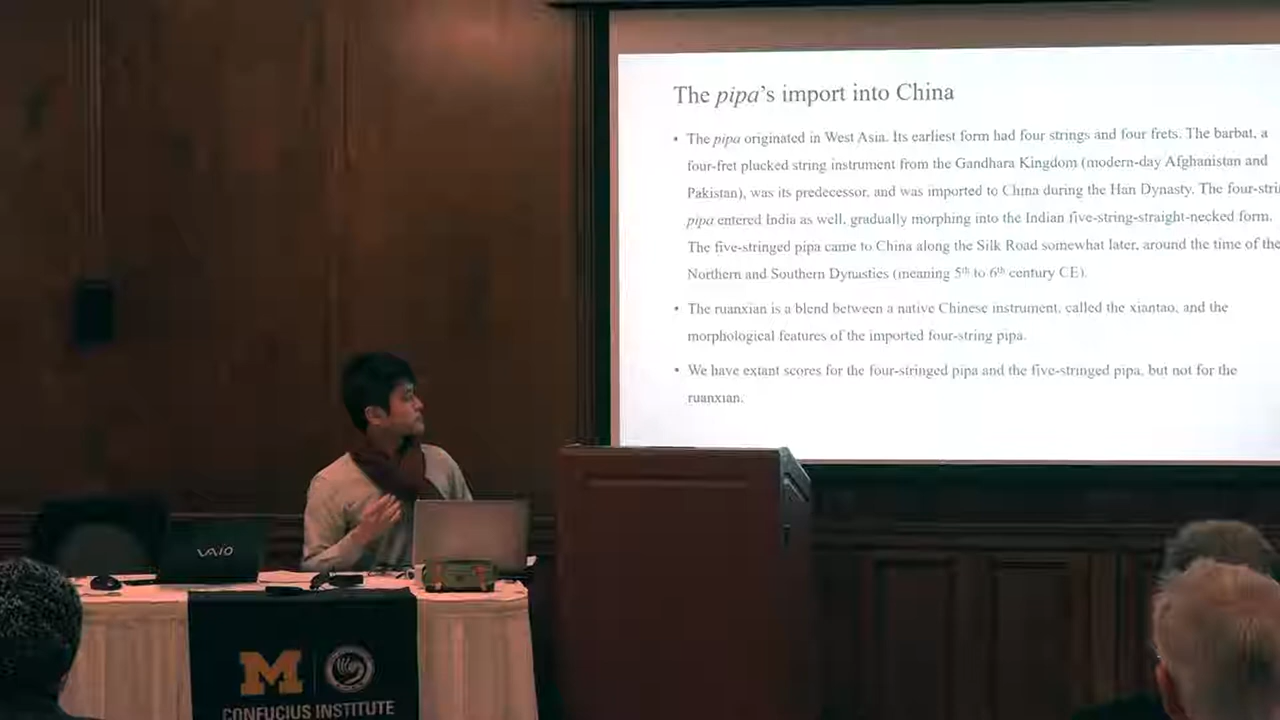 The pipa's import into China
• The pipa originated in West Asia. Its earliest form had four strings and four frets. The barbat, a
four-fret plucked string instrument from the Gandhara Kingdom (modern-day Afghanistan and
Pakistan), was its predecessor, and was imported to China during the Han Dynasty. The four-stri
pipa entered India as well, gradually morphing into the Indian five-string-straight-necked form.
The five-stringed pipa came to China along the Silk Road somewhat later, around the time of the
Northern and Southern Dynasties (meaning 5th to 6th century CE).
• The ruanxian is a blend between a native Chinese instrument, called the xiantao, and the
morphological features of the imported four-string pipa.
• We have extant scores for the four-stringed pipa and the five-stringed pipa, but not for the
ruanxian.
VAIO
M
CONFUCIUS INSTITUTE